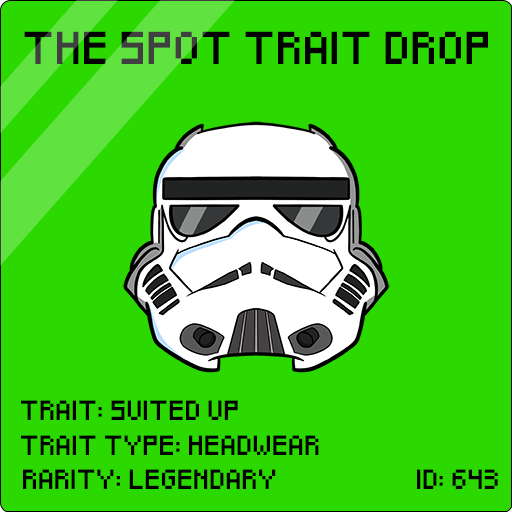 THE SPOT TRAIT DROP
TRAIT: SUITED UP
TRAIT TYPE: HEADWEAR
RARITY: LEGENDARY
ID: 643